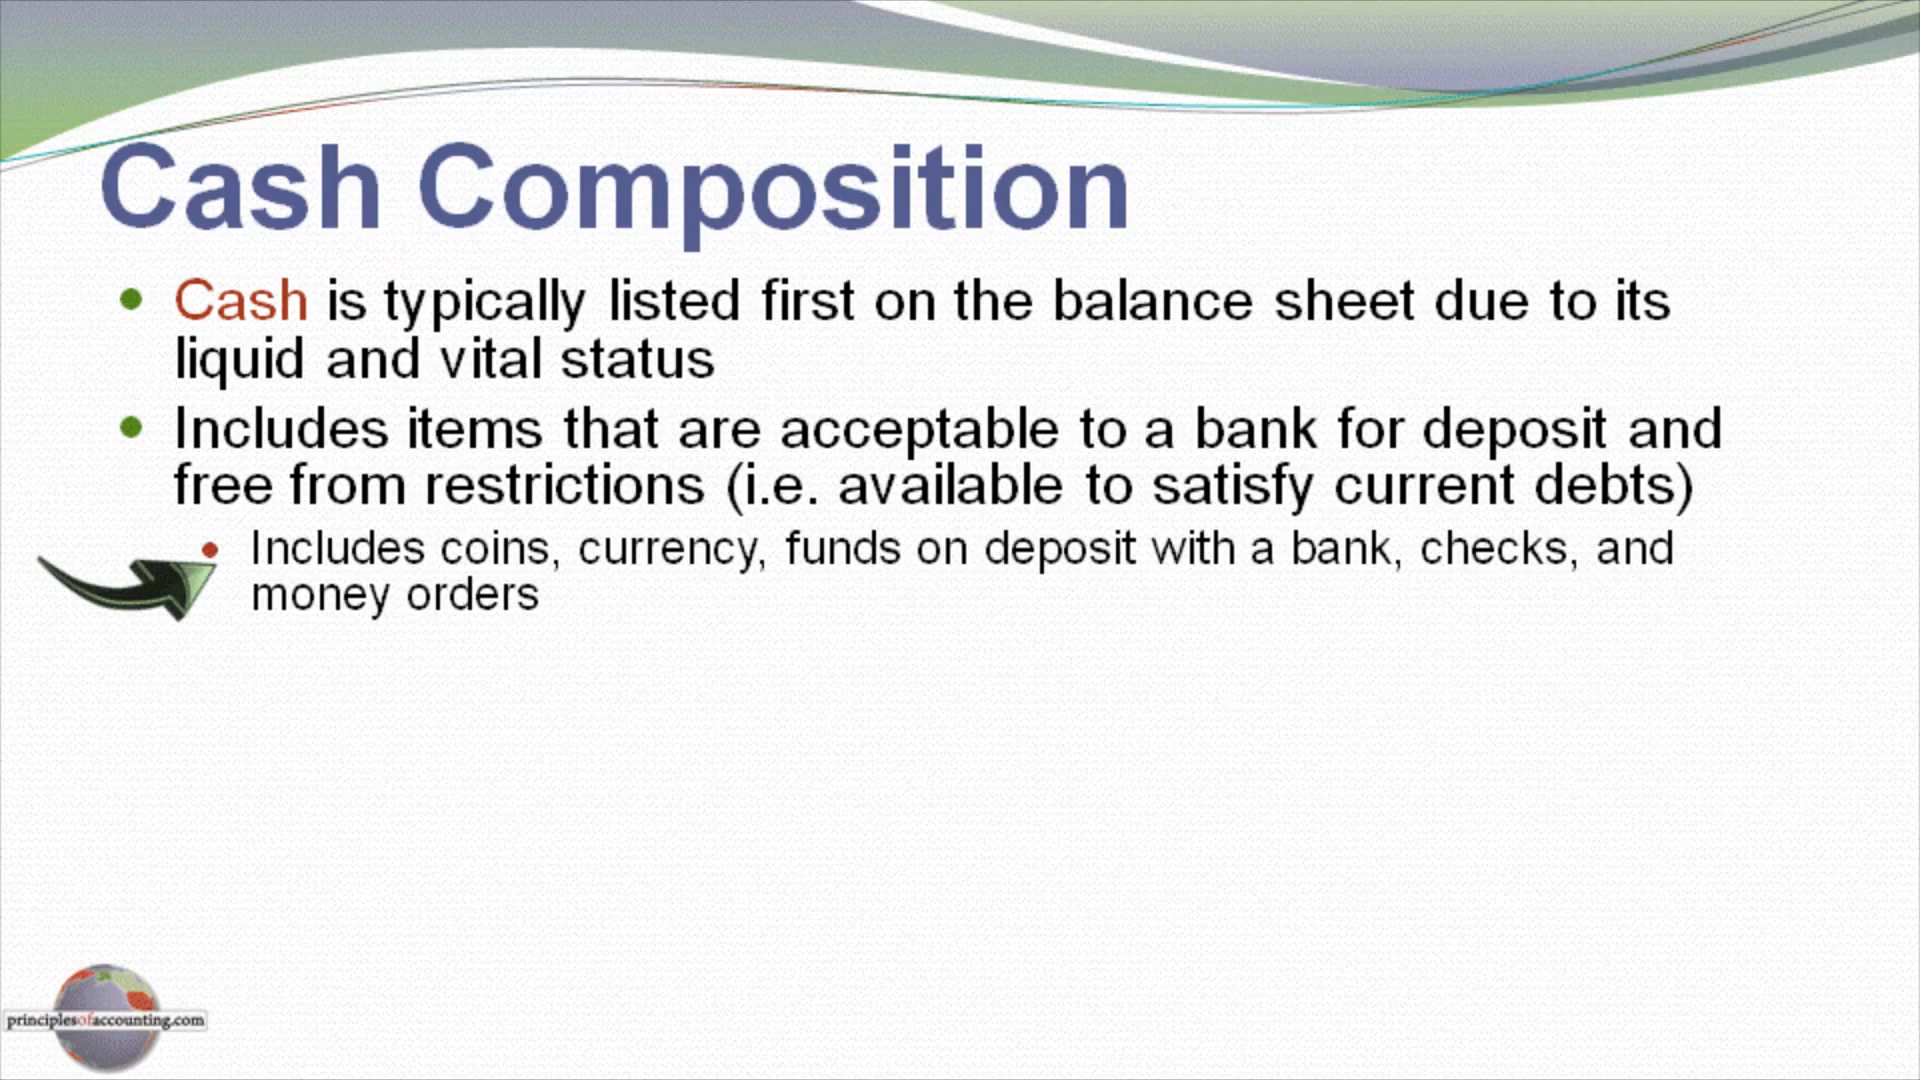 Cash Composition
Cash is typically listed first on the balance sheet due to its
liquid and vital status
Includes items that are acceptable to a bank for deposit and
free from restrictions (i.e. available to satisfy current debts)
Includes coins, currency, funds on deposit with a bank, checks, and
money orders
principlesofaccounting.com